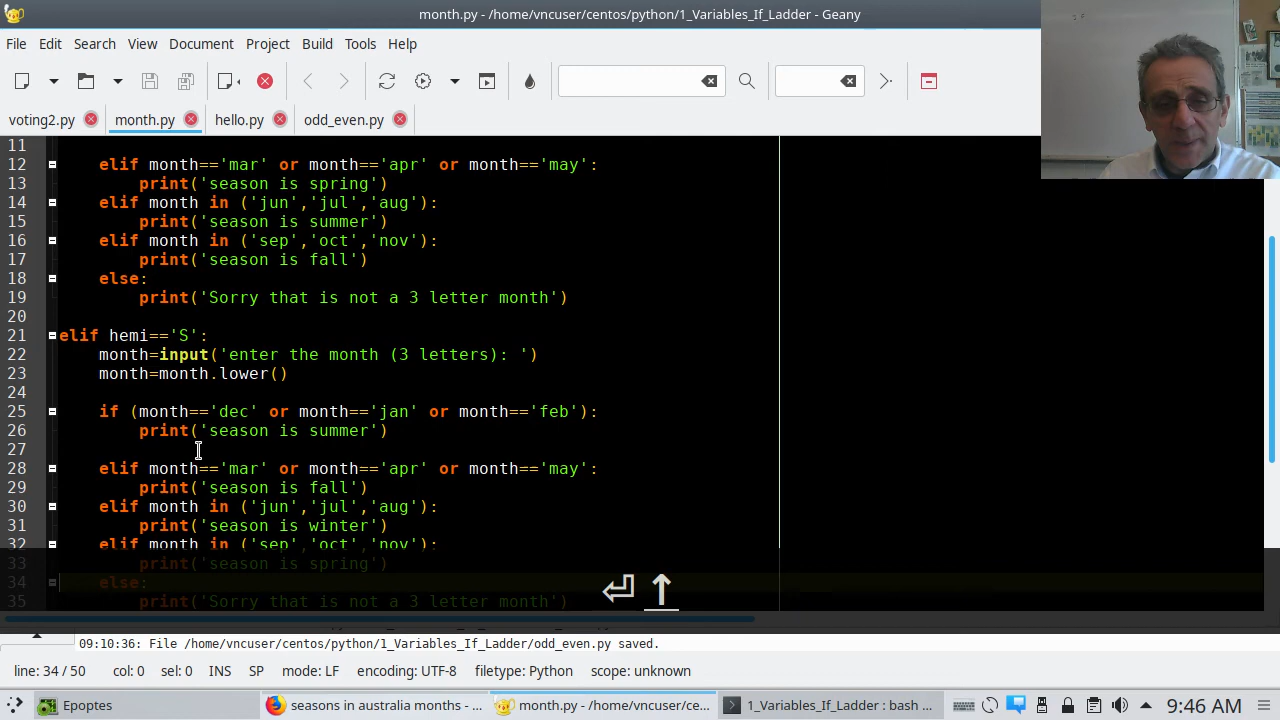 month.py - /home/vncuser/centos/python/1_Variables_If_Ladder - Geany
File Edit Search View Document Project Build Tools Help
voting2.py month.py hello.py odd_even.py
11
12 elif month=='mar' or month=='apr' or month=='may':
13 print('season is spring')
14 elif month in ('jun','jul','aug'):
15 print('season is summer')
16 elif month in ('sep','oct','nov'):
17 print('season is fall')
18 else:
19 print('Sorry that is not a 3 letter month')
20
21 elif hemi=='S':
22 month=input('enter the month (3 letters): ')
23 month=month.lower()
24
25 if (month=='dec' or month=='jan' or month=='feb'):
26 print('season is summer')
27
28 elif month=='mar' or month=='apr' or month=='may':
29 print('season is fall')
30 elif month in ('jun','jul','aug'):
31 print('season is winter')
32 elif month in ('sep','oct','nov'):
33 print('season is spring')
34 else:
35 print('Sorry that is not a 3 letter month')
09:10:36: File /home/vncuser/centos/python/1_Variables_If_Ladder/odd_even.py saved.
line: 34 / 50 col: 0 sel: 0 INS SP mode: LF encoding: UTF-8 filetype: Python scope: unknown
Epoptes seasons in australia months - ... month.py - /home/vncuser/ce... 1_Variables_If_Ladder : bash ... 9:46 AM